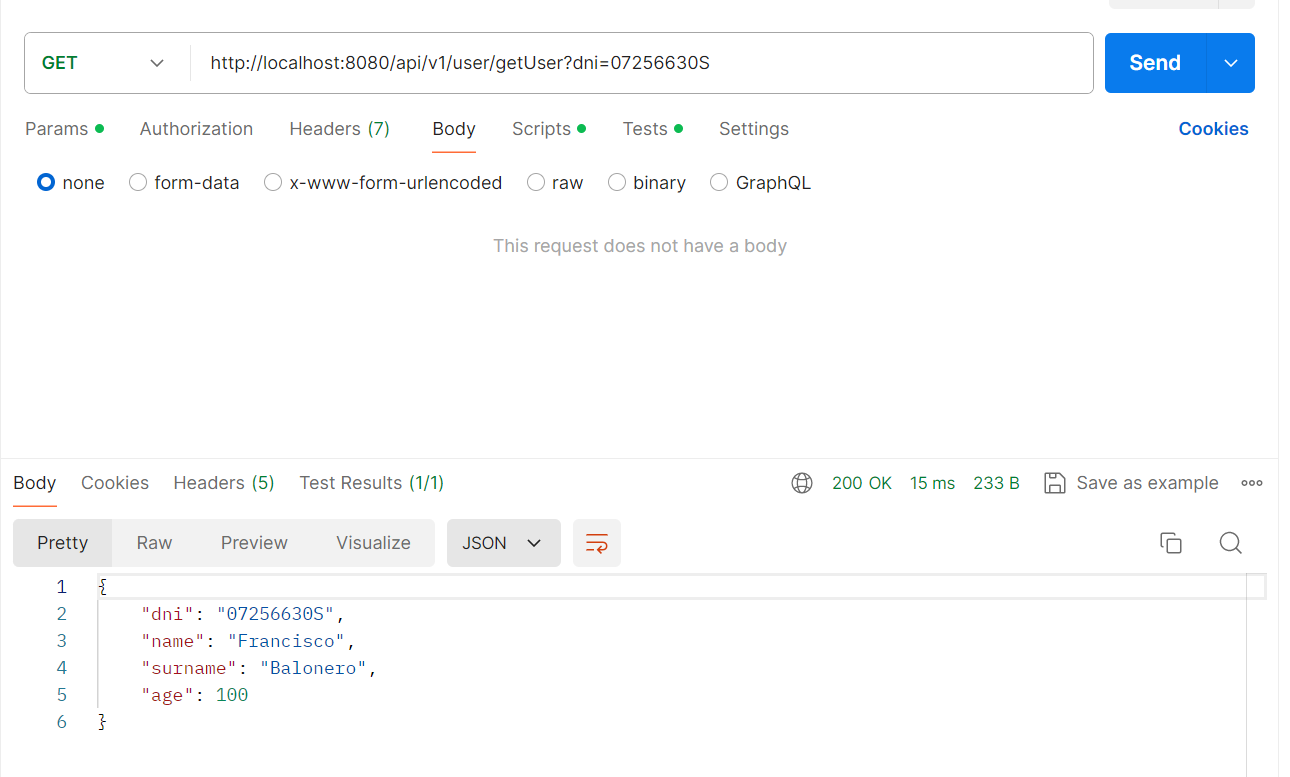 GET http://localhost:8080/api/v1/user/getUser?dni=07256630S Send
Params Authorization Headers (7) Body Scripts Tests Settings Cookies
none form-data x-www-form-urlencoded raw binary GraphQL
This request does not have a body
Body Cookies Headers (5) Test Results (1/1) 200 OK 15 ms 233 B Save as example
Pretty Raw Preview Visualize JSON
1 {
2 "dni": "07256630S",
3 "name": "Francisco",
4 "surname": "Balonero",
5 "age": 100
6 }